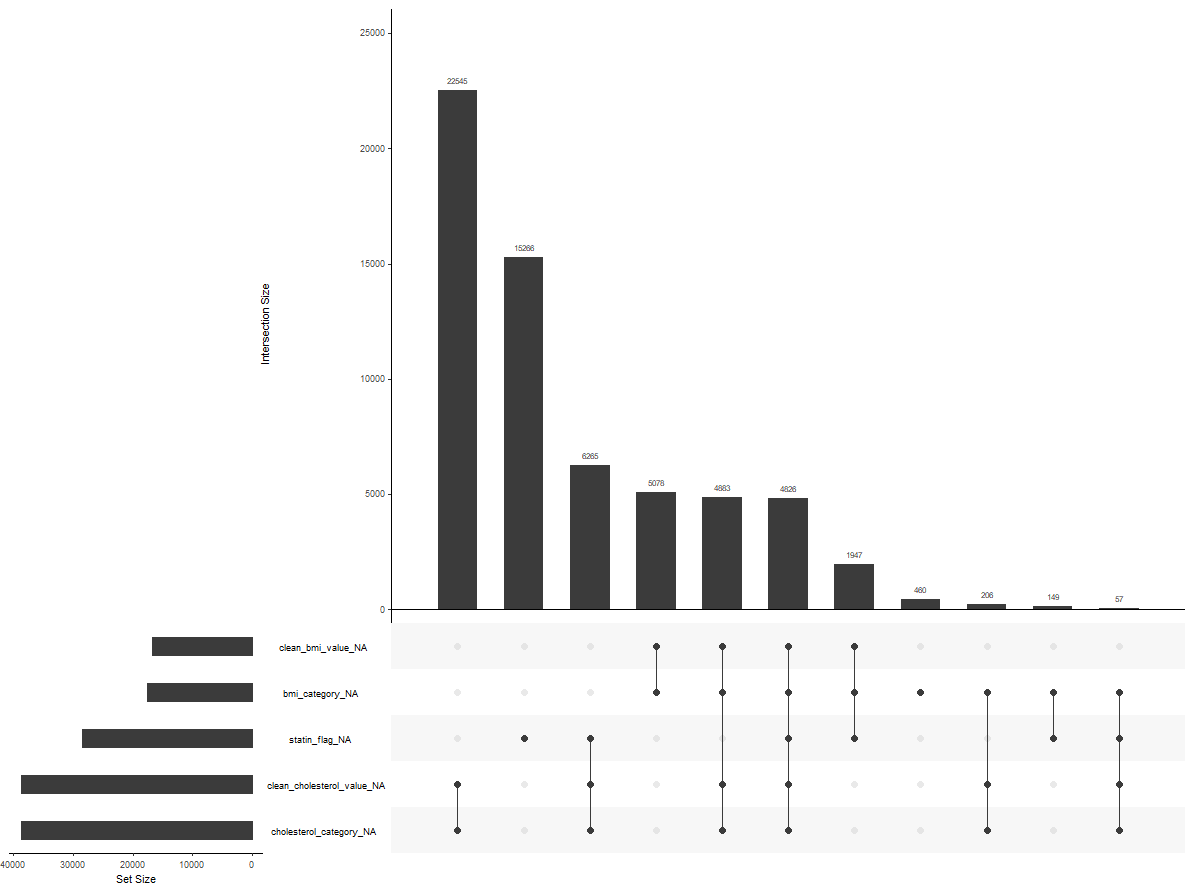 25000
22545
20000
15266
15000
Intersection Size
10000
6265
5078
4883
4826
5000
1947
460
206
149
57
0
clean_bmi_value_NA
bmi_category_NA
statin_flag_NA
clean_cholesterol_value_NA
cholesterol_category_NA
40000 30000 20000 10000 0
Set Size